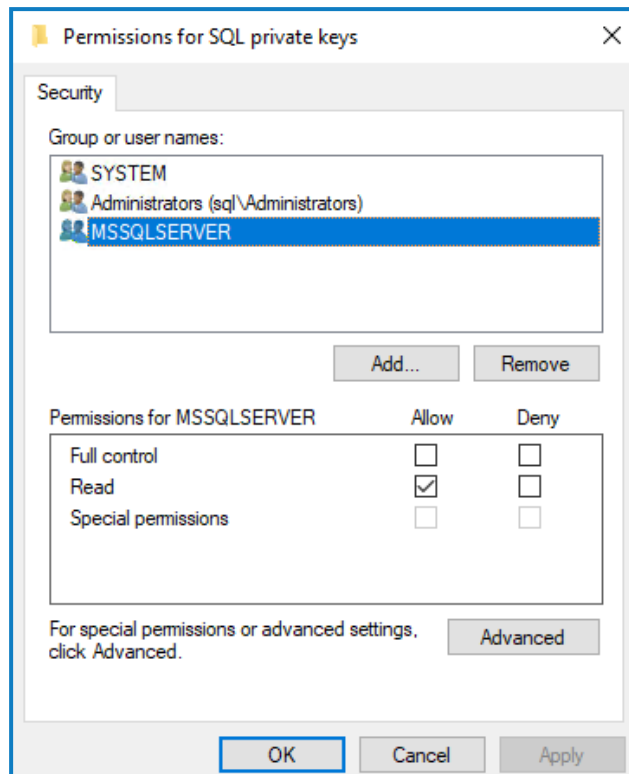 Permissions for SQL private keys
Security
Group or user names:
SYSTEM
Administrators (sql\Administrators)
MSSQLSERVER
Add...
Remove
Permissions for MSSQLSERVER Allow Deny
Full control
Read
Special permissions
For special permissions or advanced settings,
click Advanced.
Advanced
OK Cancel Apply